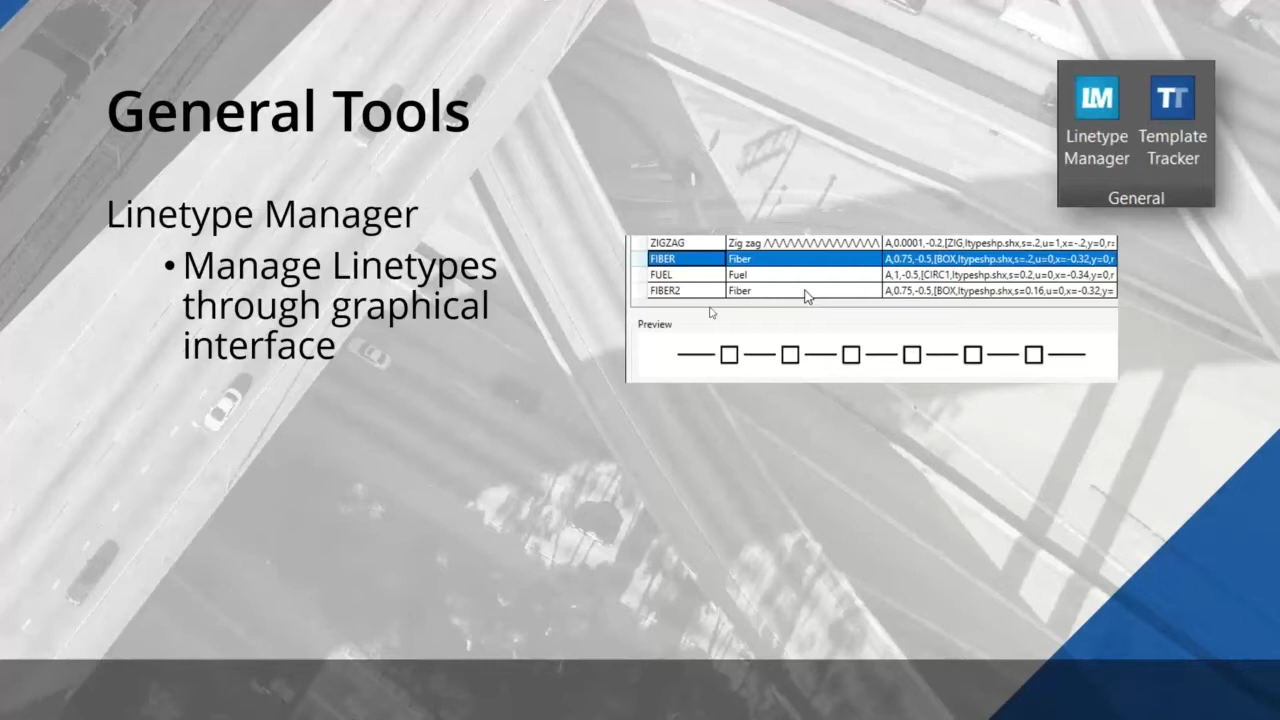 General Tools
LM TT
Linetype Template
Manager Tracker
General
Linetype Manager
• Manage Linetypes
through graphical
interface
ZIGZAG Zig zag A,0.0001,-0.2,[ZIG,ltypeshp.shx,s=.2,u=1,x=-.2,y=0,r=
FIBER Fiber A,0.75,-0.5,[BOX,ltypeshp.shx,s=.2,u=0,x=-0.32,y=0,r
FUEL Fuel A,1,-0.5,[CIRC1,ltypeshp.shx,s=0.2,u=0,x=-0.34,y=0,r
FIBER2 Fiber A,0.75,-0.5,[BOX,ltypeshp.shx,s=0.16,u=0,x=-0.32,y=
Preview